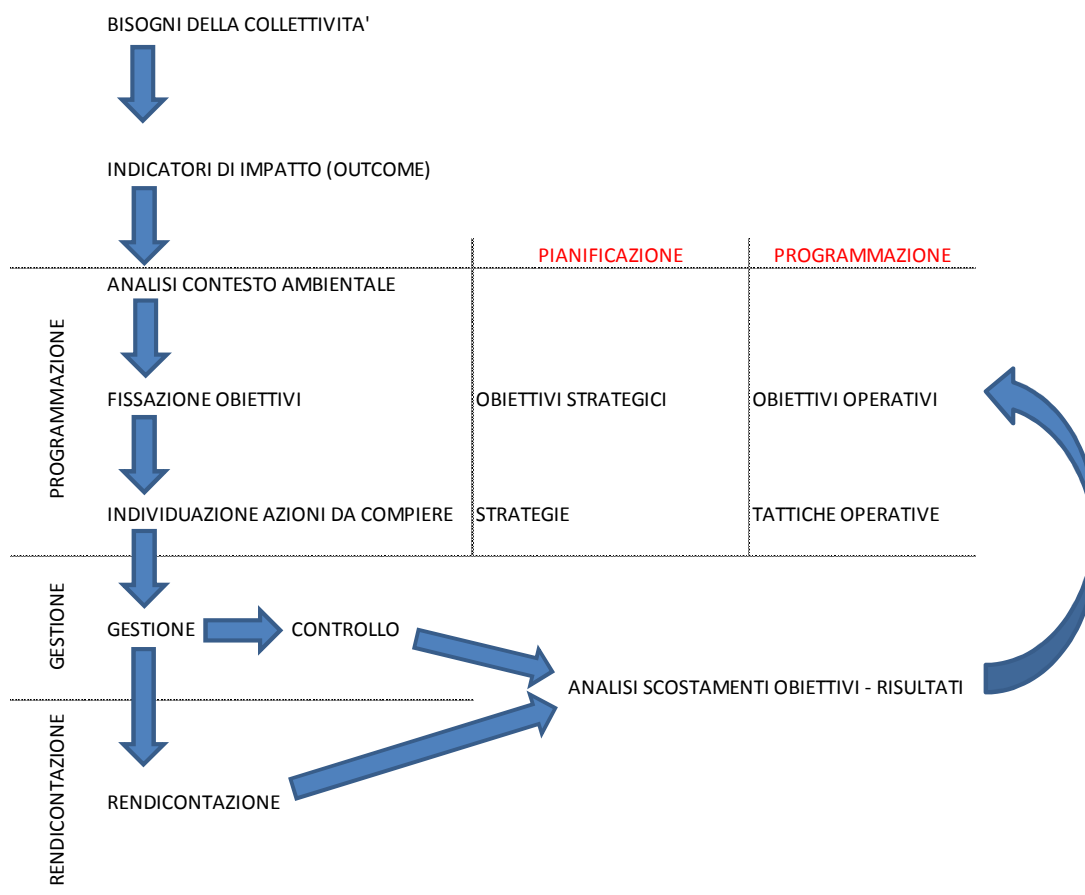 BISOGNI DELLA COLLETTIVITA'
INDICATORI DI IMPATTO (OUTCOME)
PIANIFICAZIONE
PROGRAMMAZIONE
PROGRAMMAZIONE
ANALISI CONTESTO AMBIENTALE
FISSAZIONE OBIETTIVI
OBIETTIVI STRATEGICI
OBIETTIVI OPERATIVI
INDIVIDUAZIONE AZIONI DA COMPIERE
STRATEGIE
TATTICHE OPERATIVE
GESTIONE
GESTIONE
CONTROLLO
ANALISI SCOSTAMENTI OBIETTIVI - RISULTATI
RENDICONTAZIONE
RENDICONTAZIONE